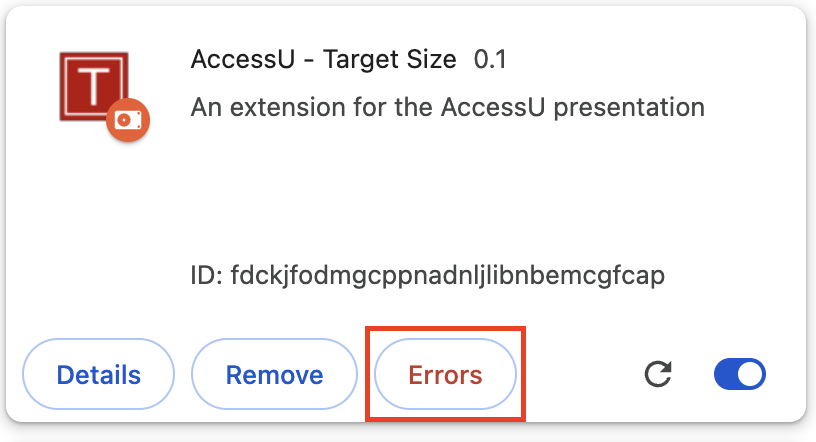 T
AccessU - Target Size 0.1
An extension for the AccessU presentation
ID: fdckjfodmgcppnadnljlibnbemcgfcap
Details Remove Errors